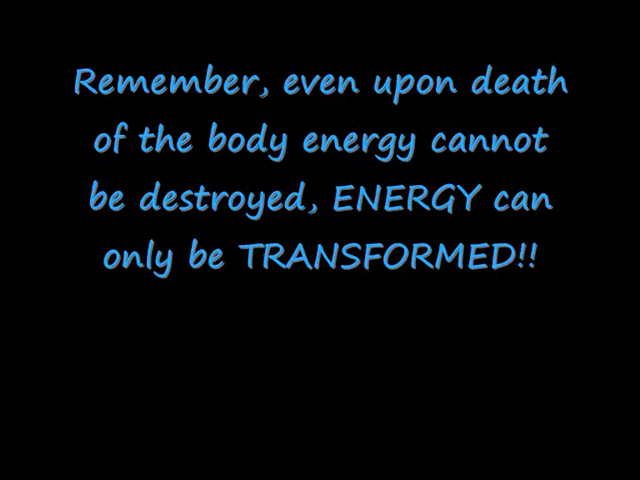 Remember, even upon death
of the body energy cannot
be destroyed, ENERGY can
only be TRANSFORMED!!